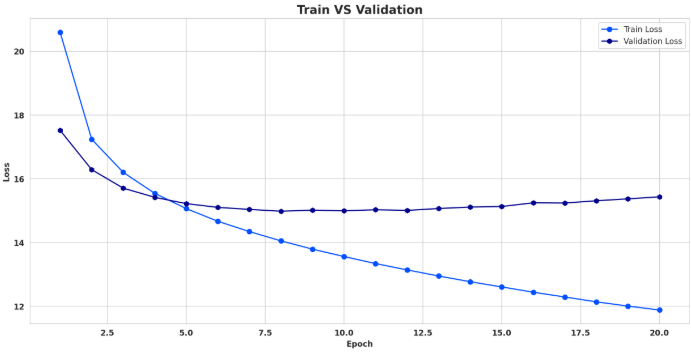 Train VS Validation
Train Loss
Validation Loss
20
18
16
14
12
Loss
2.5
5.0
7.5
10.0
12.5
15.0
17.5
20.0
Epoch